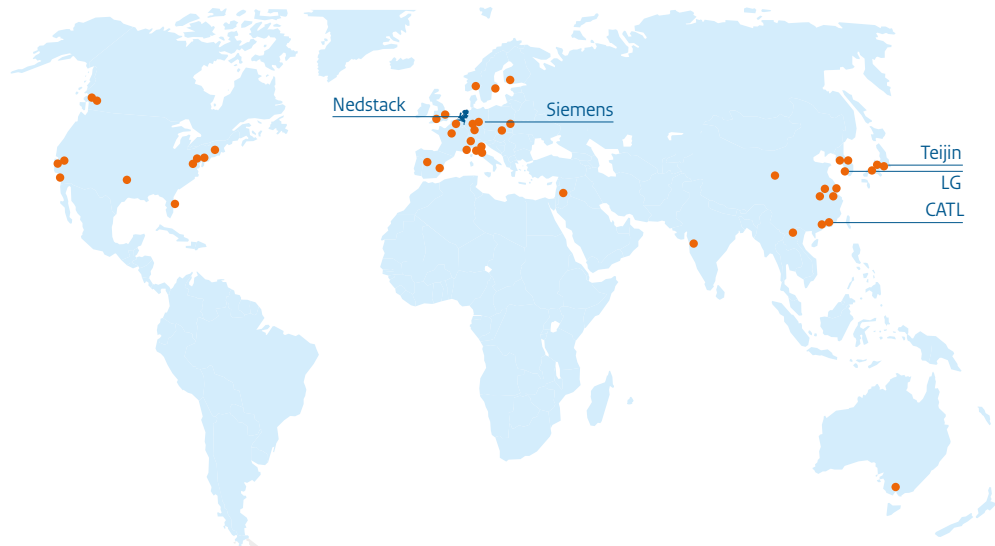 Nedstack
Siemens
Teijin
LG
CATL